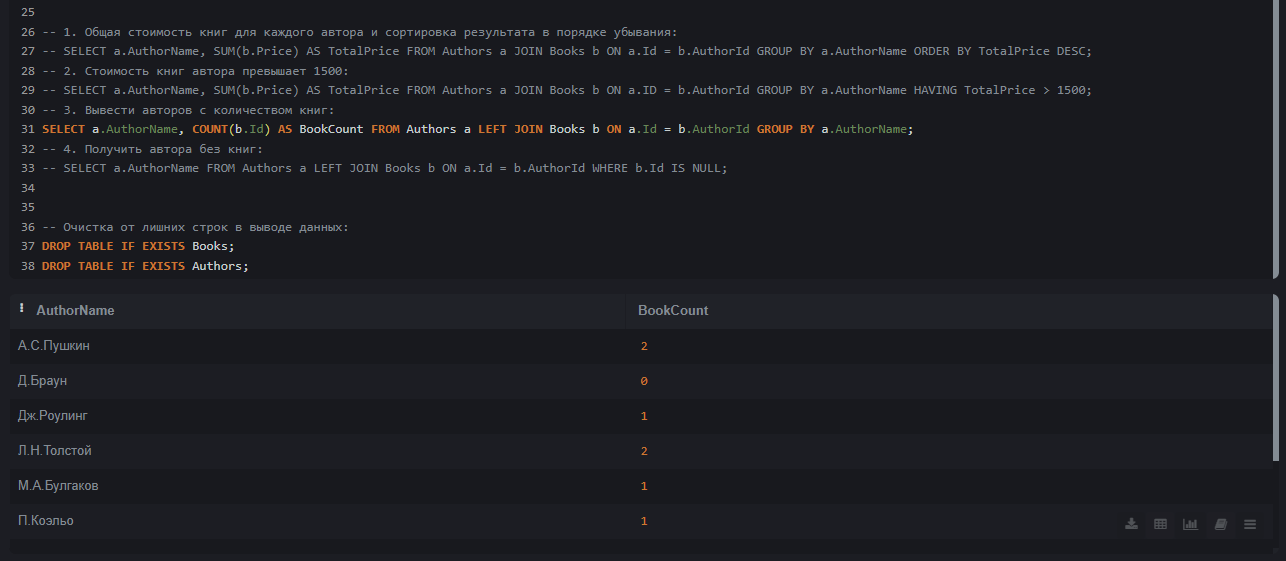 25
26 -- 1. Общая стоимость книг для каждого автора и сортировка результата в порядке убывания:
27 -- SELECT a.AuthorName, SUM(b.Price) AS TotalPrice FROM Authors a JOIN Books b ON a.Id = b.AuthorId GROUP BY a.AuthorName ORDER BY TotalPrice DESC;
28 -- 2. Стоимость книг автора превышает 1500:
29 -- SELECT a.AuthorName, SUM(b.Price) AS TotalPrice FROM Authors a JOIN Books b ON a.ID = b.AuthorId GROUP BY a.AuthorName HAVING TotalPrice > 1500;
30 -- 3. Вывести авторов с количеством книг:
31 SELECT a.AuthorName, COUNT(b.Id) AS BookCount FROM Authors a LEFT JOIN Books b ON a.Id = b.AuthorId GROUP BY a.AuthorName;
32 -- 4. Получить автора без книг:
33 -- SELECT a.AuthorName FROM Authors a LEFT JOIN Books b ON a.Id = b.AuthorId WHERE b.Id IS NULL;
34
35
36 -- Очистка от лишних строк в выводе данных:
37 DROP TABLE IF EXISTS Books;
38 DROP TABLE IF EXISTS Authors;
AuthorName BookCount
А.С.Пушкин 2
Д.Браун 0
Дж.Роулинг 1
Л.Н.Толстой 2
М.А.Булгаков 1
П.Коэльо 1